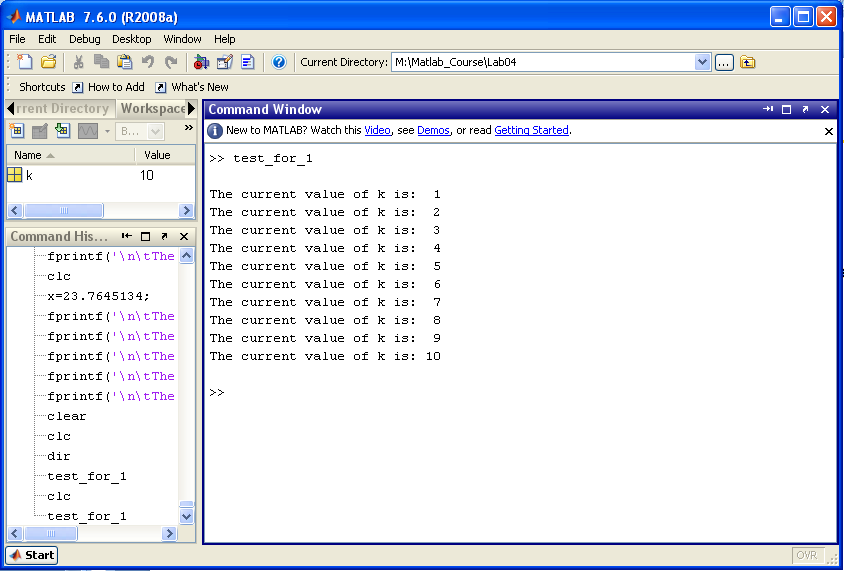 MATLAB 7.6.0 (R2008a)
File Edit Debug Desktop Window Help
Current Directory: M:\Matlab_Course\Lab04 ...
Shortcuts How to Add What's New
rrent Directory Workspace
B...
Name Value
k 10
Command His...
fprintf('\n\tThe
clc
x=23.7645134;
fprintf('\n\tThe
fprintf('\n\tThe
fprintf('\n\tThe
fprintf('\n\tThe
fprintf('\n\tThe
clear
clc
dir
test_for_1
clc
test_for_1
Command Window
New to MATLAB? Watch this Video, see Demos, or read Getting Started.
>> test_for_1
The current value of k is:  1
The current value of k is:  2
The current value of k is:  3
The current value of k is:  4
The current value of k is:  5
The current value of k is:  6
The current value of k is:  7
The current value of k is:  8
The current value of k is:  9
The current value of k is: 10
>>
Start OVR